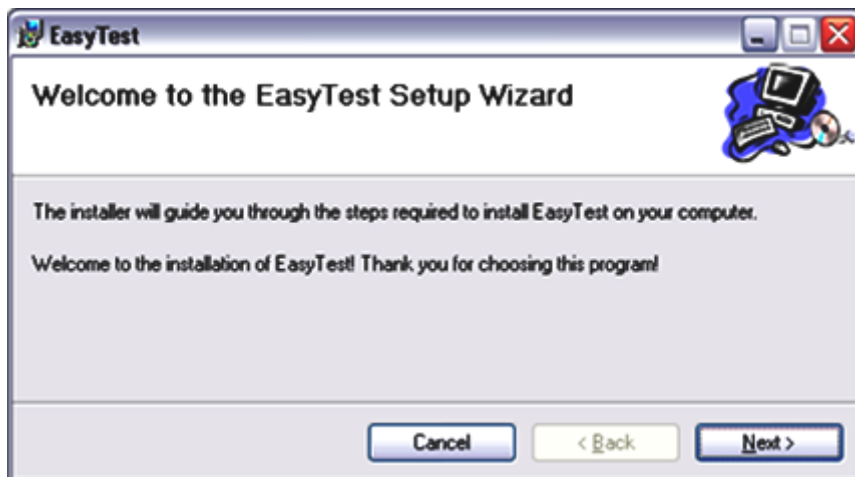 EasyTest
Welcome to the EasyTest Setup Wizard
The installer will guide you through the steps required to install EasyTest on your computer.
Welcome to the installation of EasyTest! Thank you for choosing this program!
Cancel
< Back
Next >